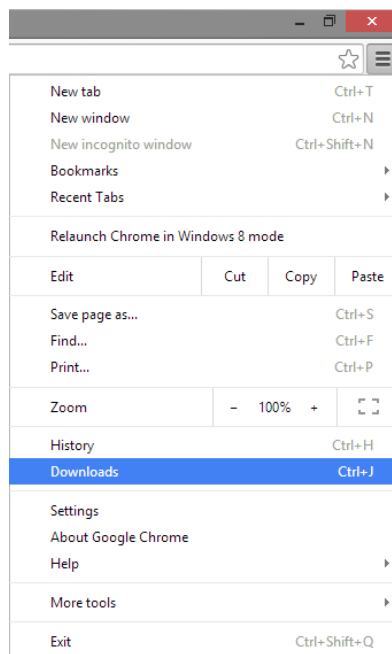 New tab Ctrl+T
New window Ctrl+N
New incognito window Ctrl+Shift+N
Bookmarks
Recent Tabs
Relaunch Chrome in Windows 8 mode
Edit Cut Copy Paste
Save page as... Ctrl+S
Find... Ctrl+F
Print... Ctrl+P
Zoom − 100% +
History Ctrl+H
Downloads Ctrl+J
Settings
About Google Chrome
Help
More tools
Exit Ctrl+Shift+Q